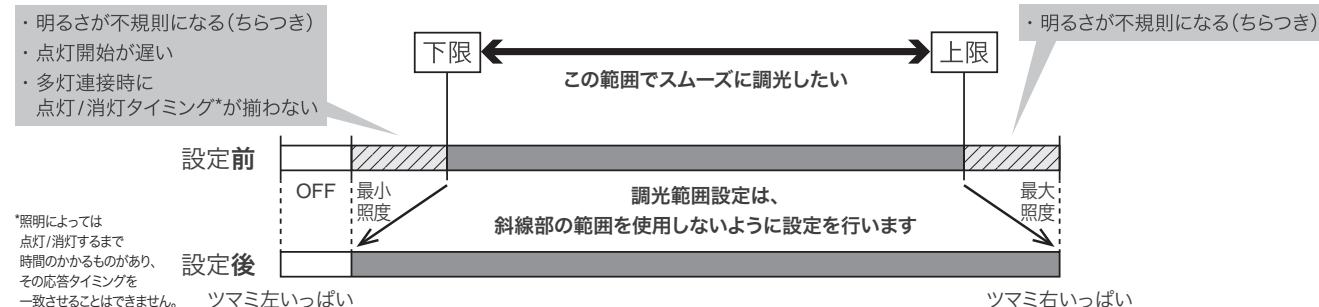 ・明るさが不規則になる（ちらつき）
・点灯開始が遅い
・多灯連接時に
点灯/消灯タイミング*が揃わない
下限
上限
この範囲でスムーズに調光したい
・明るさが不規則になる（ちらつき）
設定前
OFF
最小
照度
調光範囲設定は、
斜線部の範囲を使用しないように設定を行います
最大
照度
*照明によっては
点灯/消灯するまで
時間のかかるものがあり、
その応答タイミングを
一致させることはできません。
設定後
ツマミ左いっぱい
ツマミ右いっぱい